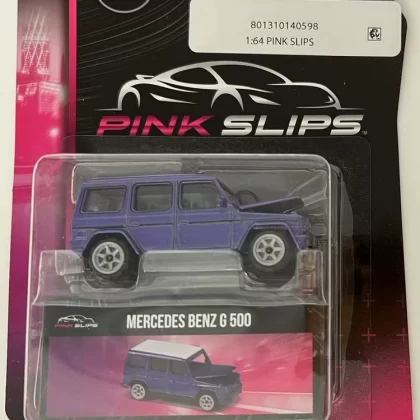 801310140598
1:64 PINK SLIPS
PINK SLIPS
PINK SLIPS
MERCEDES BENZ G 500